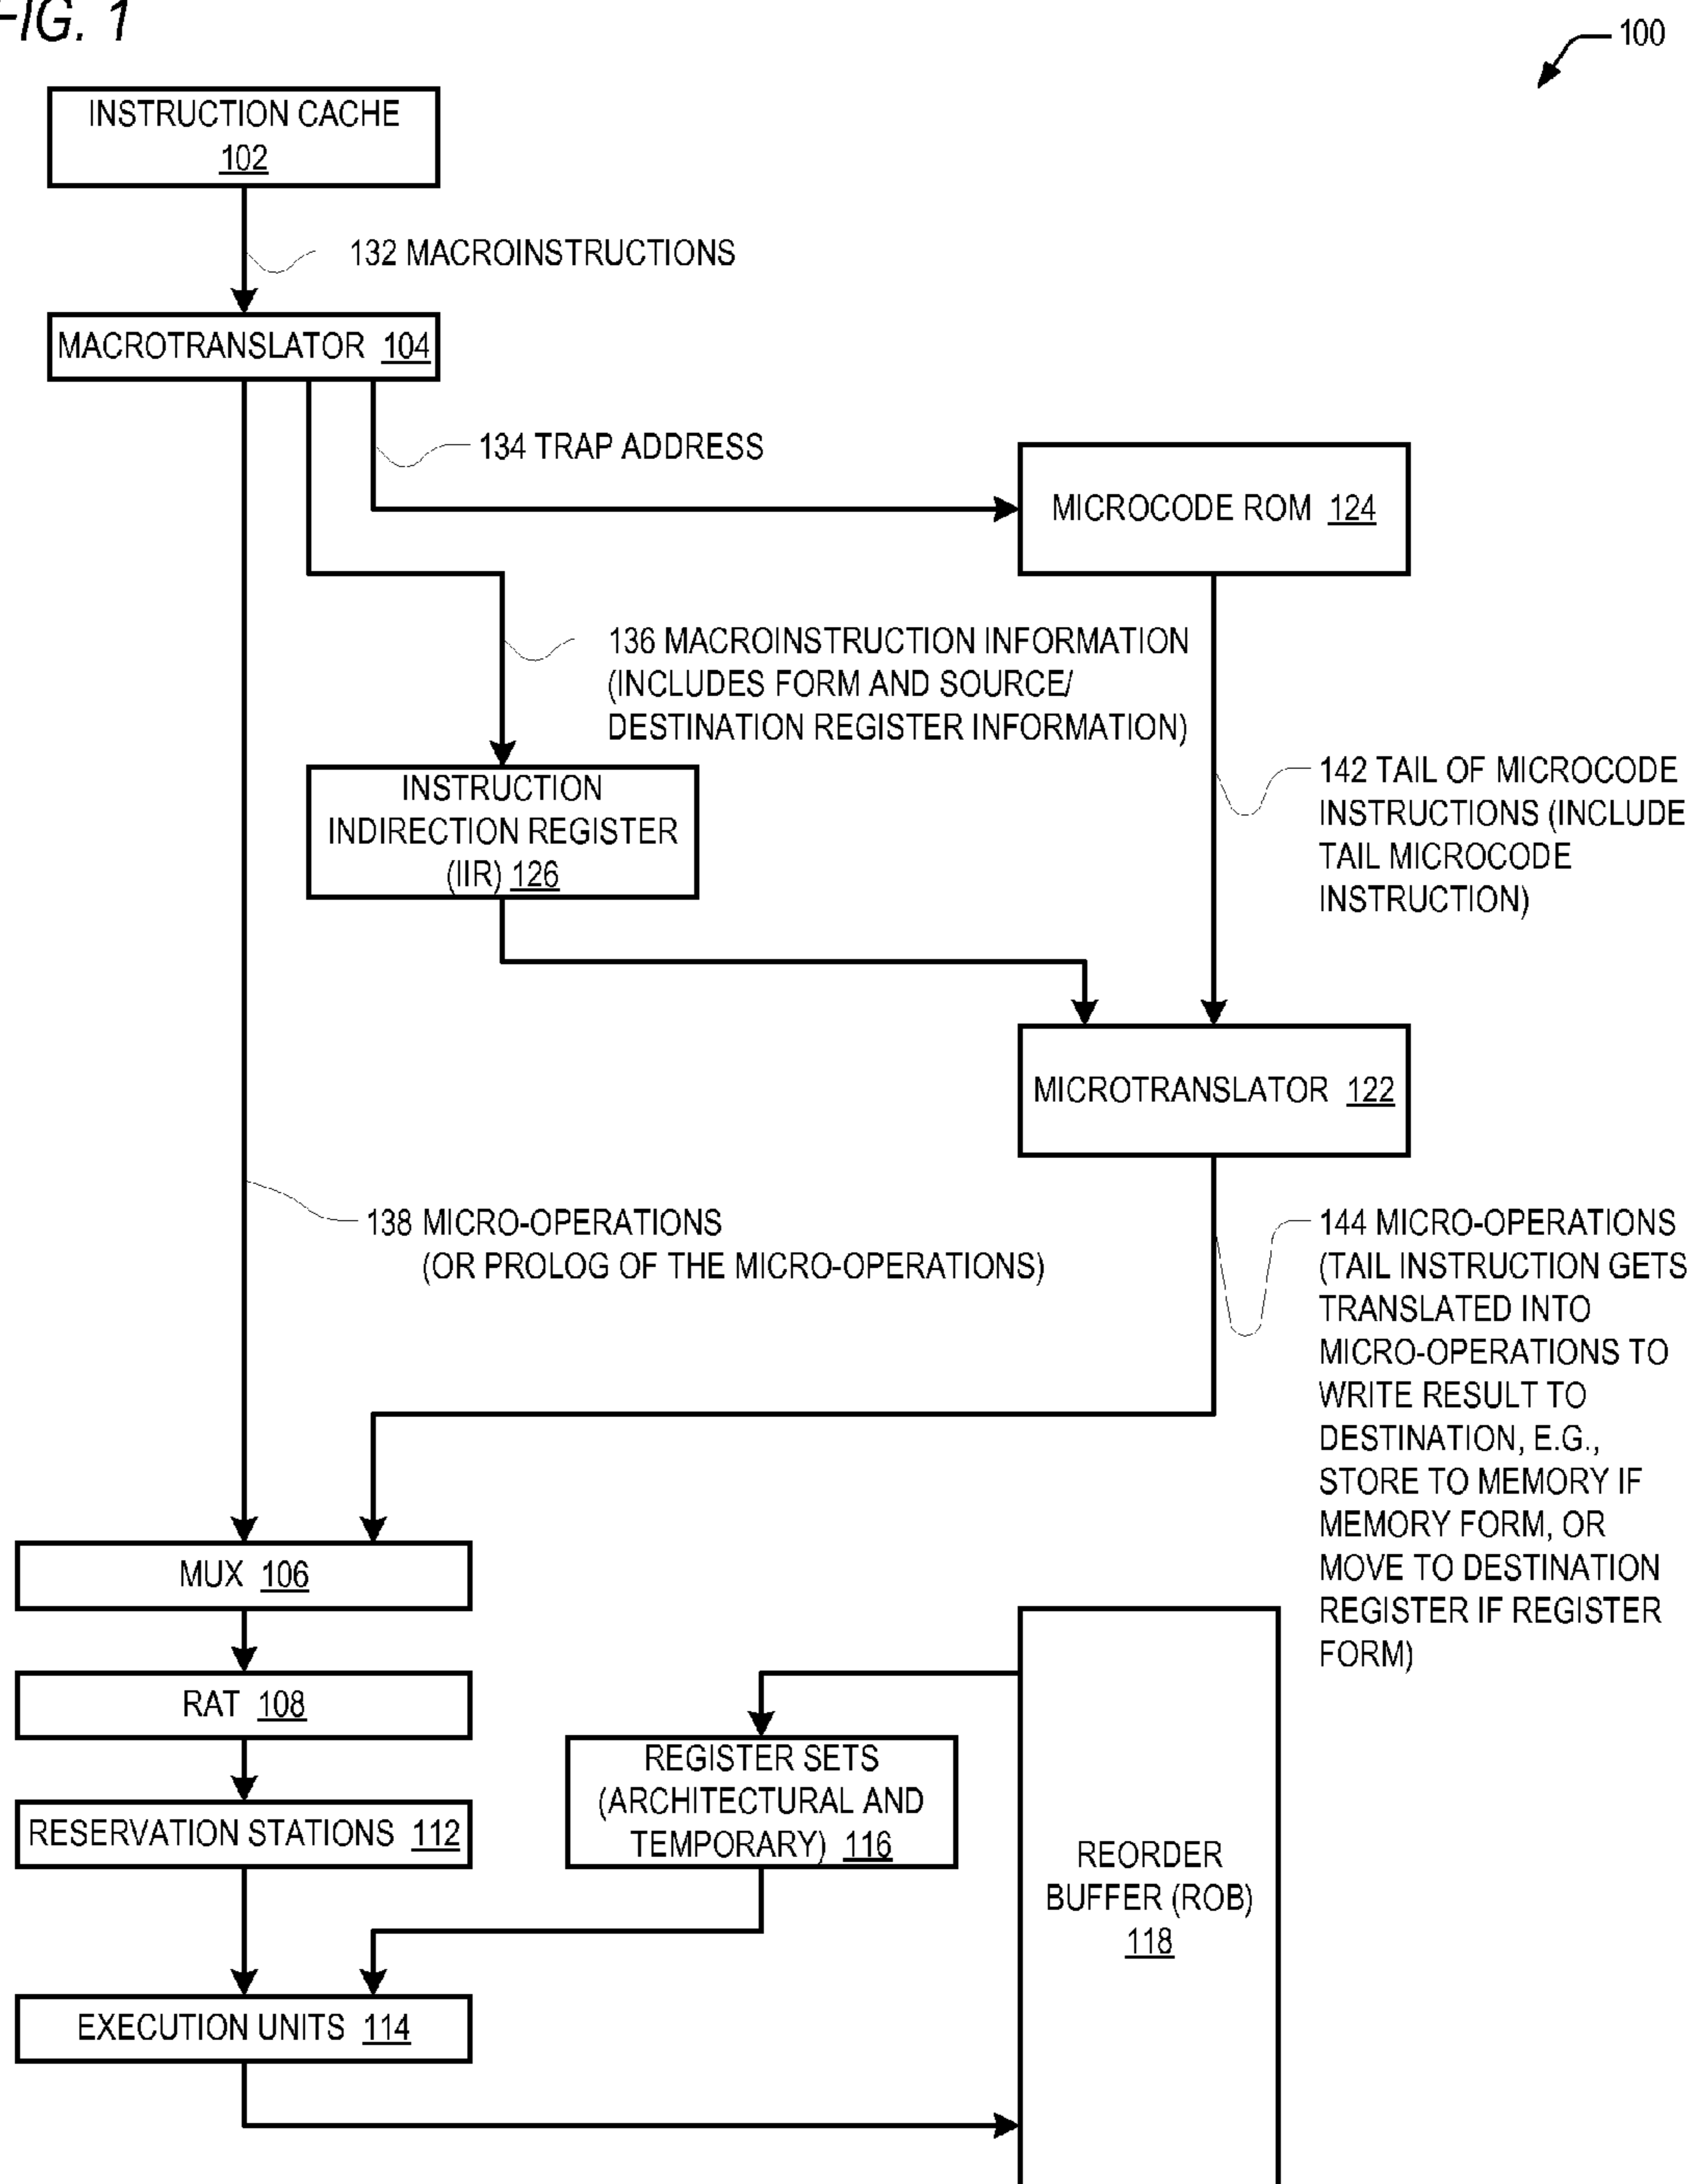 FIG. 1
100
INSTRUCTION CACHE
102
132 MACROINSTRUCTIONS
MACROTRANSLATOR 104
134 TRAP ADDRESS
MICROCODE ROM 124
136 MACROINSTRUCTION INFORMATION
(INCLUDES FORM AND SOURCE/
DESTINATION REGISTER INFORMATION)
INSTRUCTION
INDIRECTION REGISTER
(IIR) 126
142 TAIL OF MICROCODE
INSTRUCTIONS (INCLUDE
TAIL MICROCODE
INSTRUCTION)
MICROTRANSLATOR 122
138 MICRO-OPERATIONS
(OR PROLOG OF THE MICRO-OPERATIONS)
144 MICRO-OPERATIONS
(TAIL INSTRUCTION GETS
TRANSLATED INTO
MICRO-OPERATIONS TO
WRITE RESULT TO
DESTINATION, E.G.,
STORE TO MEMORY IF
MEMORY FORM, OR
MOVE TO DESTINATION
REGISTER IF REGISTER
FORM)
MUX 106
RAT 108
RESERVATION STATIONS 112
REGISTER SETS
(ARCHITECTURAL AND
TEMPORARY) 116
REORDER
BUFFER (ROB)
118
EXECUTION UNITS 114